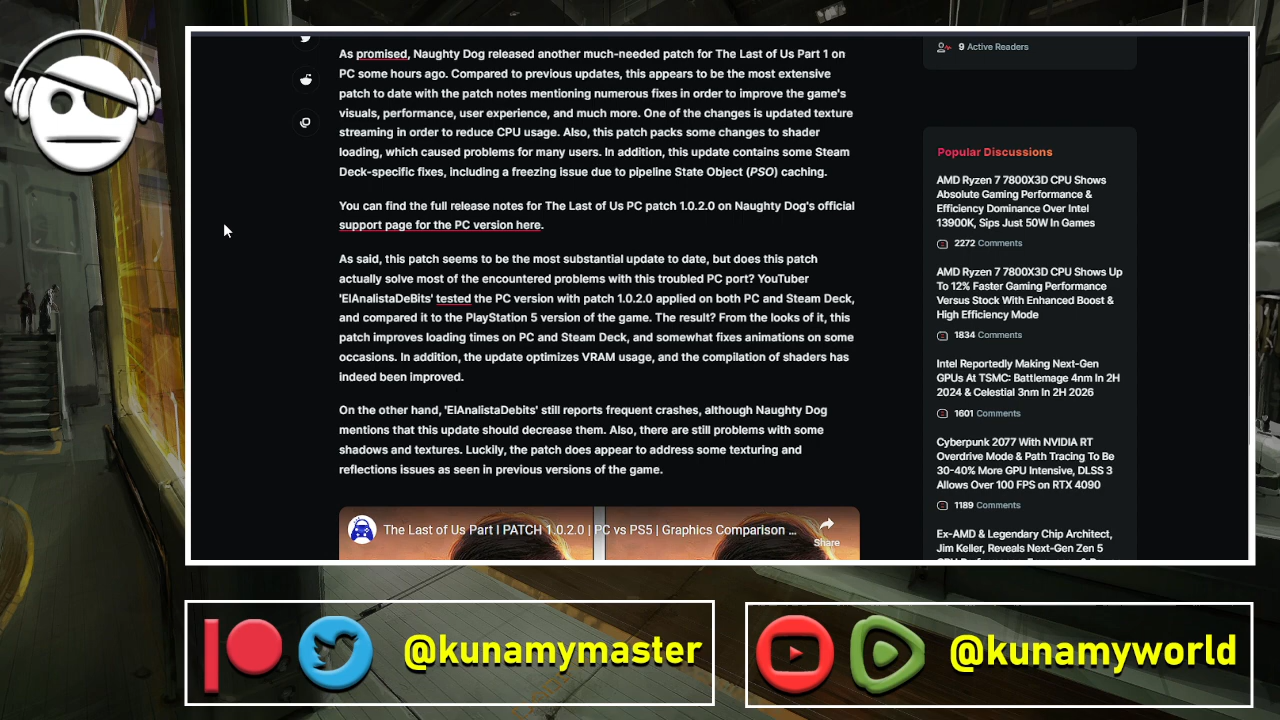 As promised, Naughty Dog released another much-needed patch for The Last of Us Part 1 on
PC some hours ago. Compared to previous updates, this appears to be the most extensive
patch to date with the patch notes mentioning numerous fixes in order to improve the game's
visuals, performance, user experience, and much more. One of the changes is updated texture
streaming in order to reduce CPU usage. Also, this patch packs some changes to shader
loading, which caused problems for many users. In addition, this update contains some Steam
Deck-specific fixes, including a freezing issue due to pipeline State Object (PSO) caching.
You can find the full release notes for The Last of Us PC patch 1.0.2.0 on Naughty Dog's official
support page for the PC version here.
As said, this patch seems to be the most substantial update to date, but does this patch
actually solve most of the encountered problems with this troubled PC port? YouTuber
'ElAnalistaDeBits' tested the PC version with patch 1.0.2.0 applied on both PC and Steam Deck,
and compared it to the PlayStation 5 version of the game. The result? From the looks of it, this
patch improves loading times on PC and Steam Deck, and somewhat fixes animations on some
occasions. In addition, the update optimizes VRAM usage, and the compilation of shaders has
indeed been improved.
On the other hand, 'ElAnalistaDebits' still reports frequent crashes, although Naughty Dog
mentions that this update should decrease them. Also, there are still problems with some
shadows and textures. Luckily, the patch does appear to address some texturing and
reflections issues as seen in previous versions of the game.
The Last of Us Part I PATCH 1.0.2.0 | PC vs PS5 | Graphics Comparison ...
Share
9 Active Readers
Popular Discussions
AMD Ryzen 7 7800X3D CPU Shows
Absolute Gaming Performance &
Efficiency Dominance Over Intel
13900K, Sips Just 50W In Games
2272 Comments
AMD Ryzen 7 7800X3D CPU Shows Up
To 12% Faster Gaming Performance
Versus Stock With Enhanced Boost &
High Efficiency Mode
1834 Comments
Intel Reportedly Making Next-Gen
GPUs At TSMC: Battlemage 4nm In 2H
2024 & Celestial 3nm In 2H 2026
1601 Comments
Cyberpunk 2077 With NVIDIA RT
Overdrive Mode & Path Tracing To Be
30-40% More GPU Intensive, DLSS 3
Allows Over 100 FPS on RTX 4090
1189 Comments
Ex-AMD & Legendary Chip Architect,
Jim Keller, Reveals Next-Gen Zen 5
@kunamymaster
@kunamyworld